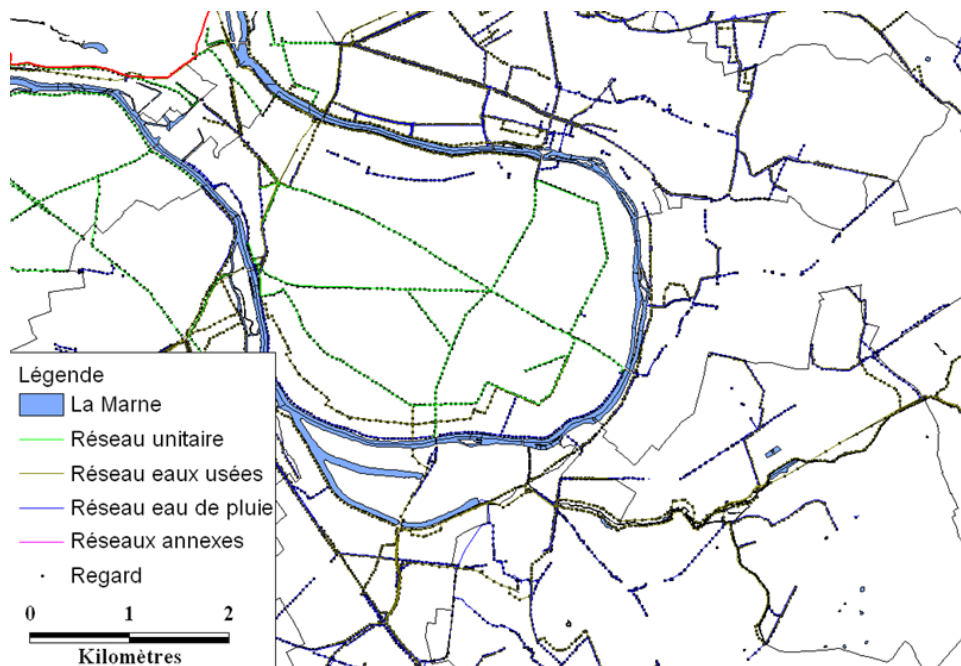 Légende
La Marne
Réseau unitaire
Réseau eaux usées
Réseau eau de pluie
Réseaux annexes
Regard
0 1 2
Kilomètres